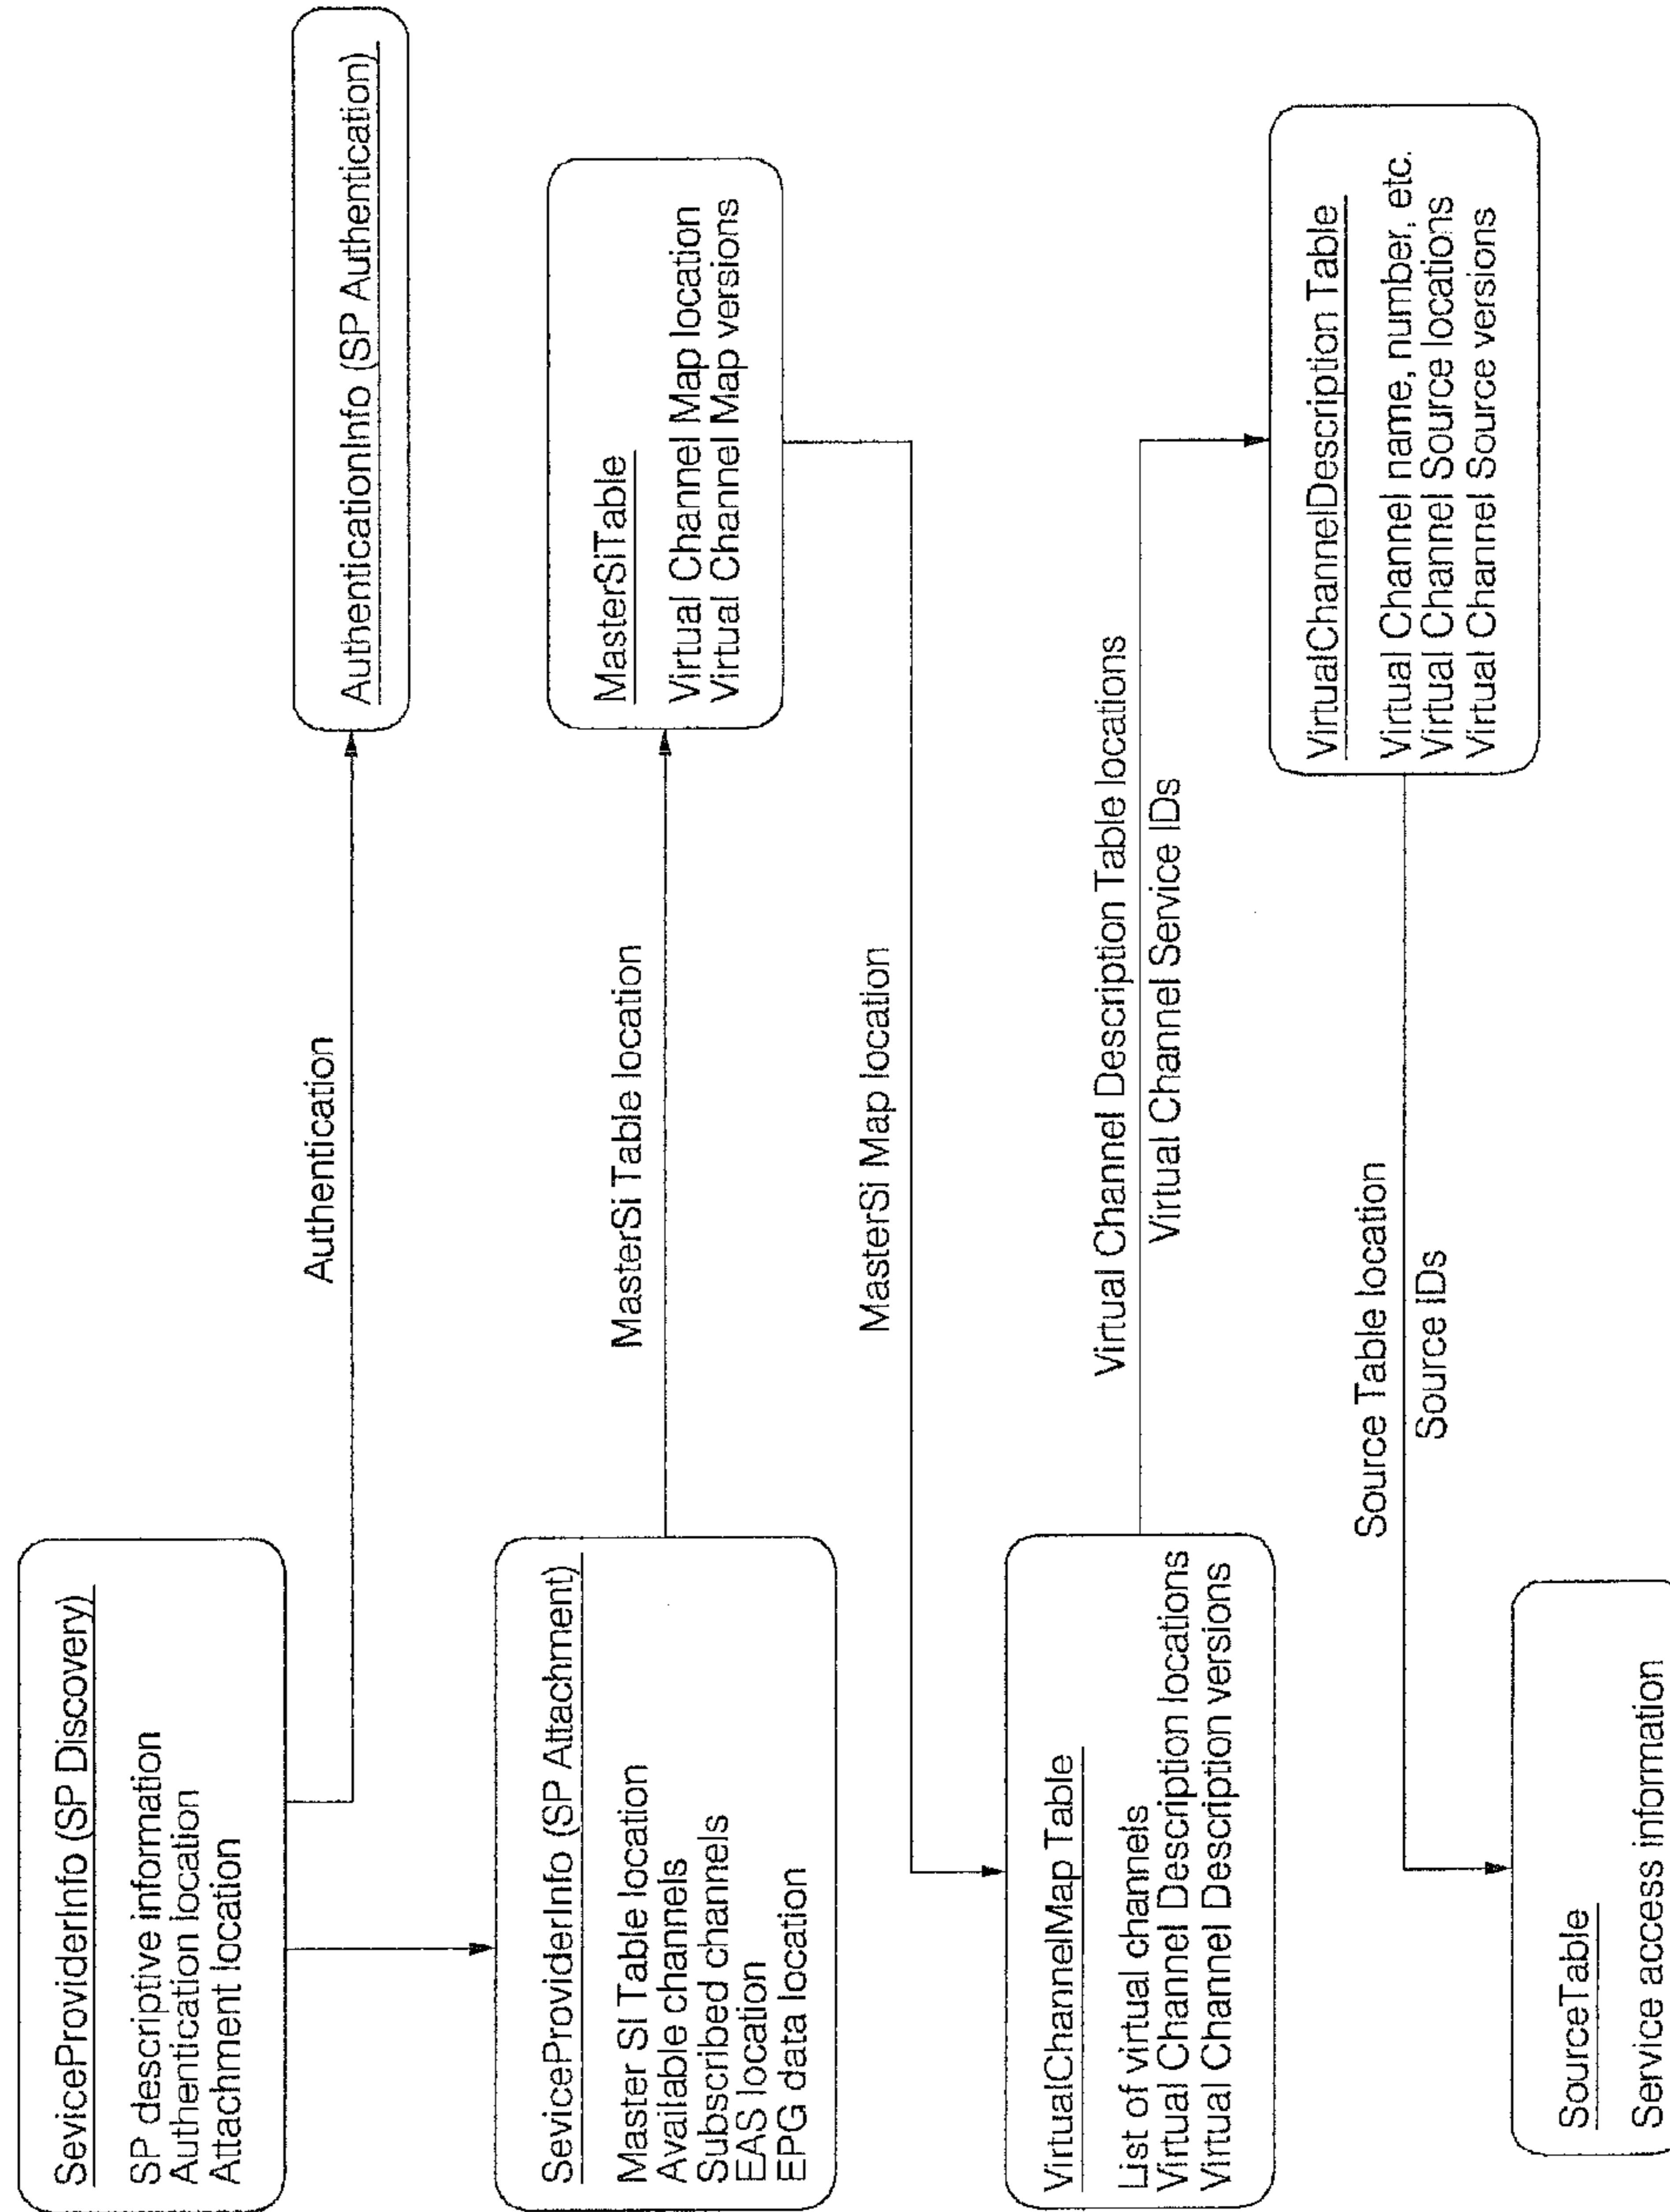 SeviceProviderInfo (SP Discovery)
SP descriptive information
Authentication location
Attachment location
Authentication
AuthenticationInfo (SP Authentication)
SeviceProviderInfo (SP Attachment)
Master SI Table location
Available channels
Subscribed channels
EAS location
EPG data location
MasterSi Table location
MasterSiTable
Virtual Channel Map location
Virtual Channel Map versions
MasterSi Map location
VirtualChannelMap Table
List of virtual channels
Virtual Channel Description locations
Virtual Channel Description versions
Virtual Channel Description Table locations
Virtual Channel Service IDs
VirtualChannelDescription Table
Virtual Channel name, number, etc.
Virtual Channel Source locations
Virtual Channel Source versions
Source Table location
Source IDs
SourceTable
Service access information